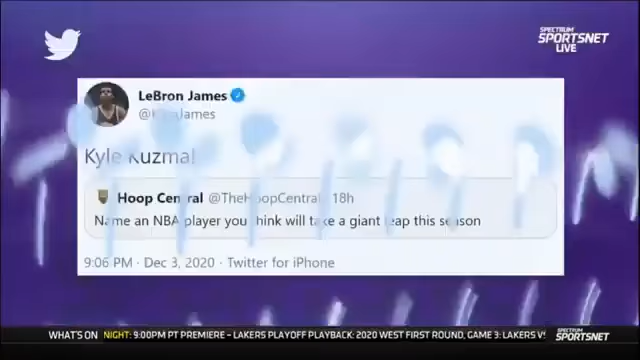 SPECTRUM
SPORTSNET
LIVE
LeBron James
Kyle Kuzma!
Hoop Central @TheHoopCentral 18h
Name an NBA player you think will take a giant leap this season
9:06 PM · Dec 3, 2020 · Twitter for iPhone
WHAT'S ON NIGHT: 9:00PM PT PREMIERE – LAKERS PLAYOFF PLAYBACK: 2020 WEST FIRST ROUND, GAME 3: LAKERS
SPECTRUM
SPORTSNET